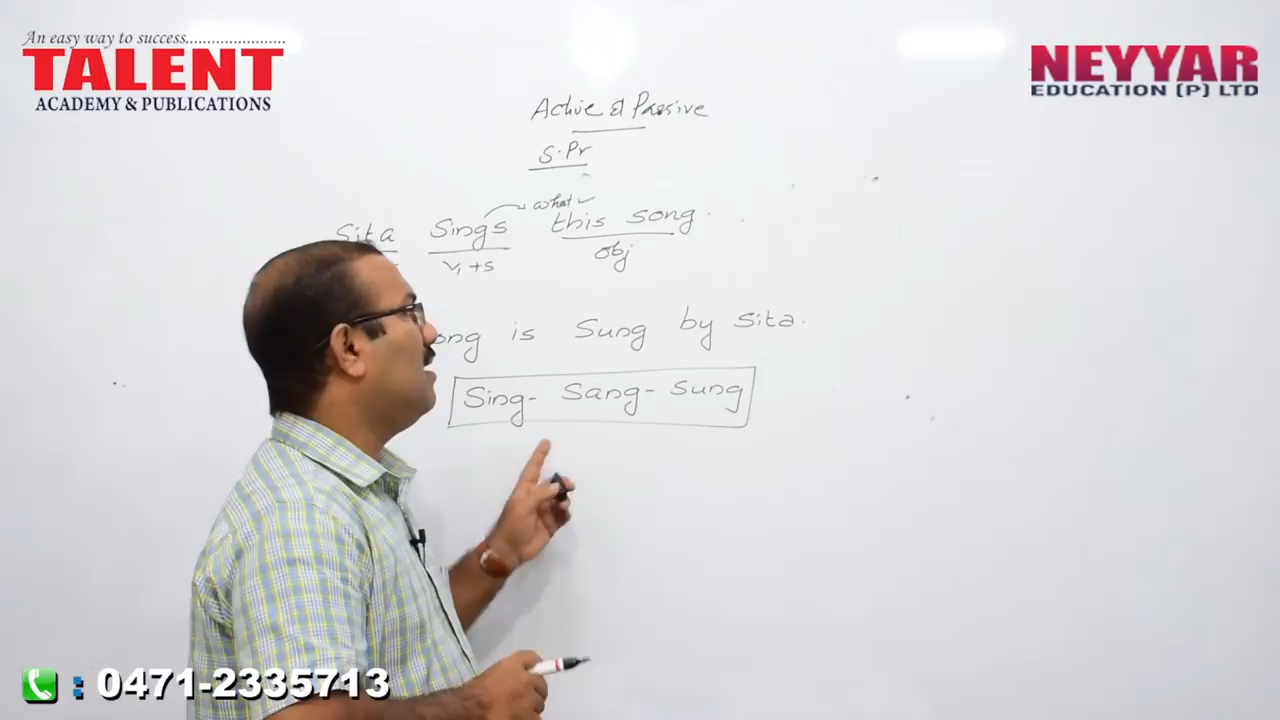 An easy way to success.......................
TALENT
ACADEMY & PUBLICATIONS
NEYYAR
EDUCATION (P) LTD
Active & Passive
S.Pr
what
Sita Sings this song.
V1+S obj
ong is Sung by Sita.
Sing- Sang- Sung
: 0471-2335713